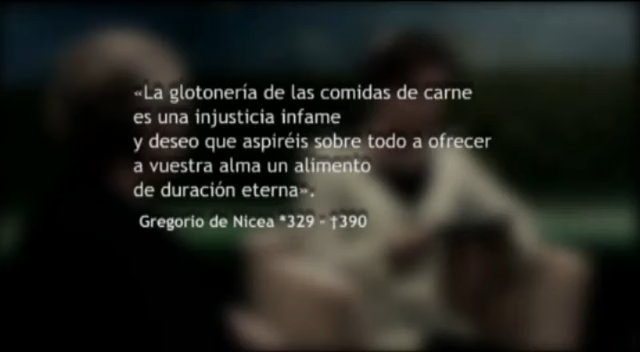 «La glotonería de las comidas de carne
es una injusticia infame
y deseo que aspiréis sobre todo a ofrecer
a vuestra alma un alimento
de duración eterna».
Gregorio de Nicea *329 - †390